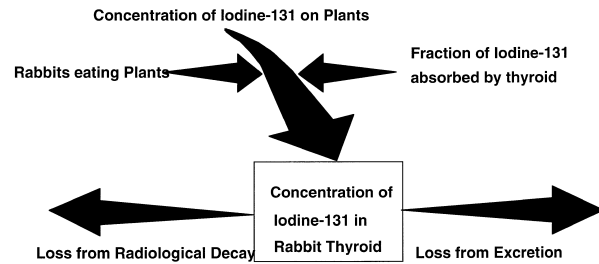 Concentration of Iodine-131 on Plants
Rabbits eating Plants
Fraction of Iodine-131
absorbed by thyroid
Concentration of
Iodine-131 in
Rabbit Thyroid
Loss from Radiological Decay
Loss from Excretion